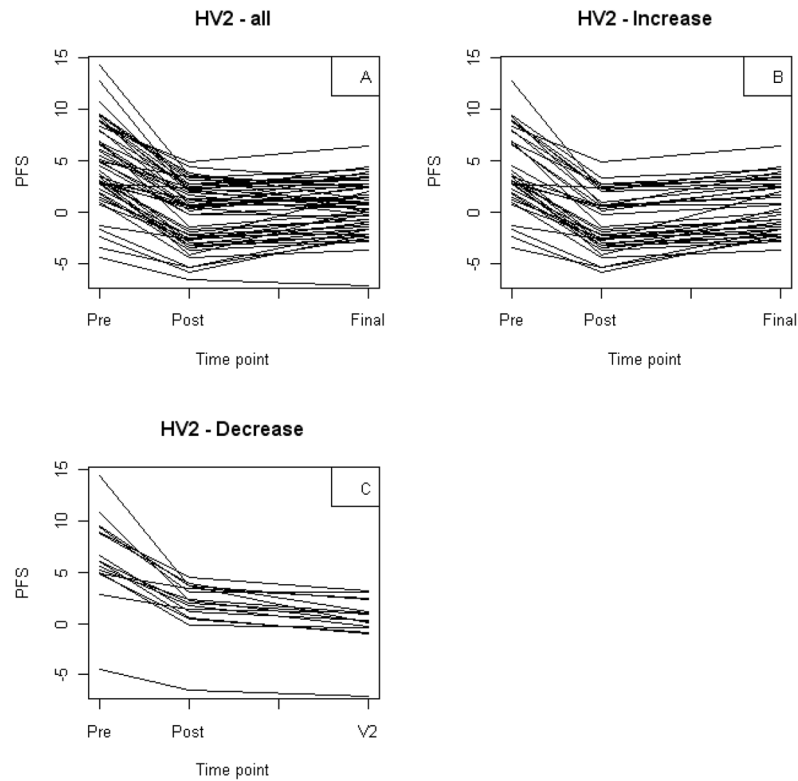 HV2 - all
A
PFS
15
10
5
0
-5
Pre Post Final
Time point
HV2 - Increase
B
PFS
15
10
5
0
-5
Pre Post Final
Time point
HV2 - Decrease
C
PFS
15
10
5
0
-5
Pre Post V2
Time point